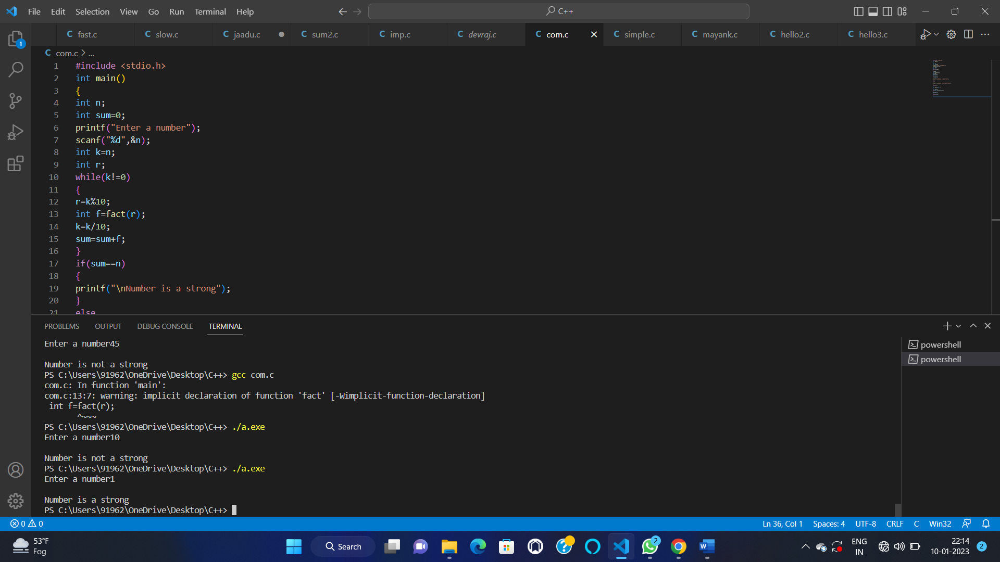 File Edit Selection View Go Run Terminal Help
C++
C fast.c C slow.c C jaadu.c C sum2.c C imp.c C devraj.c C com.c C simple.c C mayank.c C hello2.c C hello3.c
1
C com.c > ...
1 #include <stdio.h>
2 int main()
3 {
4 int n;
5 int sum=0;
6 printf("Enter a number");
7 scanf("%d",&n);
8 int k=n;
9 int r;
10 while(k!=0)
11 {
12 r=k%10;
13 int f=fact(r);
14 k=k/10;
15 sum=sum+f;
16 }
17 if(sum==n)
18 {
19 printf("\nNumber is a strong");
20 }
21 else
PROBLEMS OUTPUT DEBUG CONSOLE TERMINAL
Enter a number45
Number is not a strong
PS C:\Users\91962\OneDrive\Desktop\C++> gcc com.c
com.c: In function 'main':
com.c:13:7: warning: implicit declaration of function 'fact' [-Wimplicit-function-declaration]
int f=fact(r);
^~~~
PS C:\Users\91962\OneDrive\Desktop\C++> ./a.exe
Enter a number10
Number is not a strong
PS C:\Users\91962\OneDrive\Desktop\C++> ./a.exe
Enter a number1
Number is a strong
PS C:\Users\91962\OneDrive\Desktop\C++>
powershell
powershell
0 0 Ln 36, Col 1 Spaces: 4 UTF-8 CRLF C Win32
53°F
Fog
Search
2
ENG
IN
22:14
10-01-2023
2